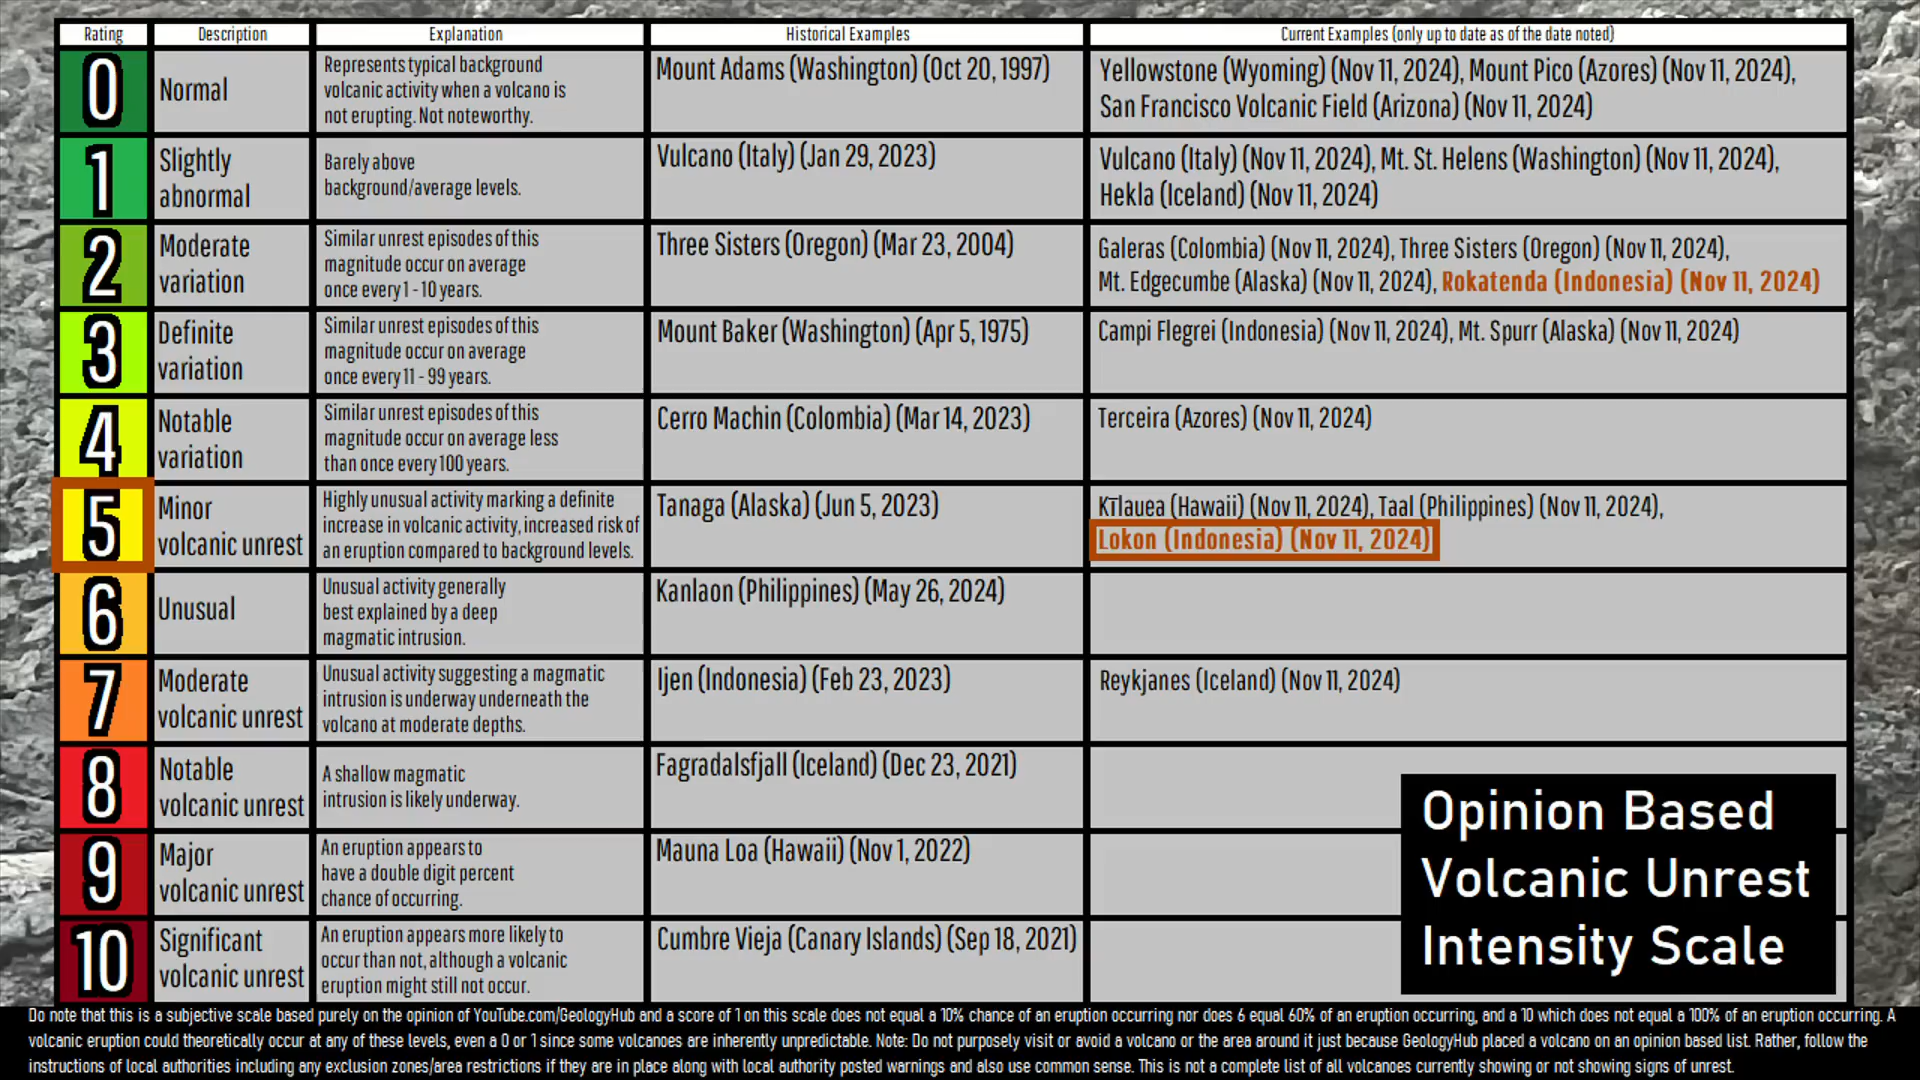 Rating Description Explanation Historical Examples Current Examples (only up to date as of the date noted)
0
Normal
Represents typical background
volcanic activity when a volcano is
not erupting. Not noteworthy.
Mount Adams (Washington) (Oct 20, 1997)
Yellowstone (Wyoming) (Nov 11, 2024), Mount Pico (Azores) (Nov 11, 2024),
San Francisco Volcanic Field (Arizona) (Nov 11, 2024)
1
Slightly
abnormal
Barely above
background/average levels.
Vulcano (Italy) (Jan 29, 2023)
Vulcano (Italy) (Nov 11, 2024), Mt. St. Helens (Washington) (Nov 11, 2024),
Hekla (Iceland) (Nov 11, 2024)
2
Moderate
variation
Similar unrest episodes of this
magnitude occur on average
once every 1 - 10 years.
Three Sisters (Oregon) (Mar 23, 2004)
Galeras (Colombia) (Nov 11, 2024), Three Sisters (Oregon) (Nov 11, 2024),
Mt. Edgecumbe (Alaska) (Nov 11, 2024), Rokatenda (Indonesia) (Nov 11, 2024)
3
Definite
variation
Similar unrest episodes of this
magnitude occur on average
once every 11 - 99 years.
Mount Baker (Washington) (Apr 5, 1975)
Campi Flegrei (Indonesia) (Nov 11, 2024), Mt. Spurr (Alaska) (Nov 11, 2024)
4
Notable
variation
Similar unrest episodes of this
magnitude occur on average less
than once every 100 years.
Cerro Machin (Colombia) (Mar 14, 2023)
Terceira (Azores) (Nov 11, 2024)
5
Minor
volcanic unrest
Highly unusual activity marking a definite
increase in volcanic activity, increased risk of
an eruption compared to background levels.
Tanaga (Alaska) (Jun 5, 2023)
Kīlauea (Hawaii) (Nov 11, 2024), Taal (Philippines) (Nov 11, 2024),
Lokon (Indonesia) (Nov 11, 2024)
6
Unusual
Unusual activity generally
best explained by a deep
magmatic intrusion.
Kanlaon (Philippines) (May 26, 2024)
7
Moderate
volcanic unrest
Unusual activity suggesting a magmatic
intrusion is underway underneath the
volcano at moderate depths.
Ijen (Indonesia) (Feb 23, 2023)
Reykjanes (Iceland) (Nov 11, 2024)
8
Notable
volcanic unrest
A shallow magmatic
intrusion is likely underway.
Fagradalsfjall (Iceland) (Dec 23, 2021)
9
Major
volcanic unrest
An eruption appears to
have a double digit percent
chance of occurring.
Mauna Loa (Hawaii) (Nov 1, 2022)
10
Significant
volcanic unrest
An eruption appears more likely to
occur than not, although a volcanic
eruption might still not occur.
Cumbre Vieja (Canary Islands) (Sep 18, 2021)
Opinion Based
Volcanic Unrest
Intensity Scale
Do note that this is a subjective scale based purely on the opinion of YouTube.com/GeologyHub and a score of 1 on this scale does not equal a 10% chance of an eruption occurring nor does 6 equal 60% of an eruption occurring, and a 10 which does not equal a 100% of an eruption occurring. A
volcanic eruption could theoretically occur at any of these levels, even a 0 or 1 since some volcanoes are inherently unpredictable. Note: Do not purposely visit or avoid a volcano or the area around it just because GeologyHub placed a volcano on an opinion based list. Rather, follow the
instructions of local authorities including any exclusion zones/area restrictions if they are in place along with local authority posted warnings and also use common sense. This is not a complete list of all volcanoes currently showing or not showing signs of unrest.